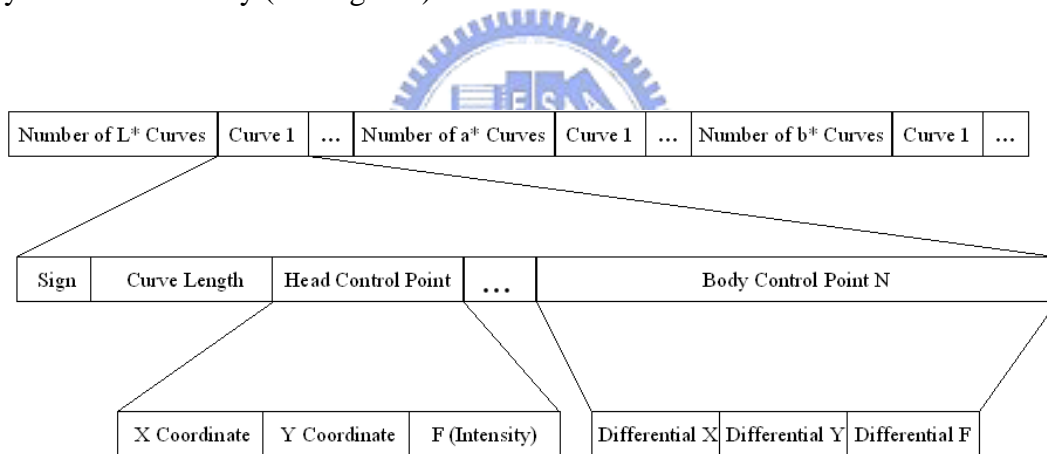 Number of L* Curves Curve 1 ... Number of a* Curves Curve 1 ... Number of b* Curves Curve 1 ...
Sign Curve Length Head Control Point ... Body Control Point N
X Coordinate Y Coordinate F (Intensity) Differential X Differential Y Differential F